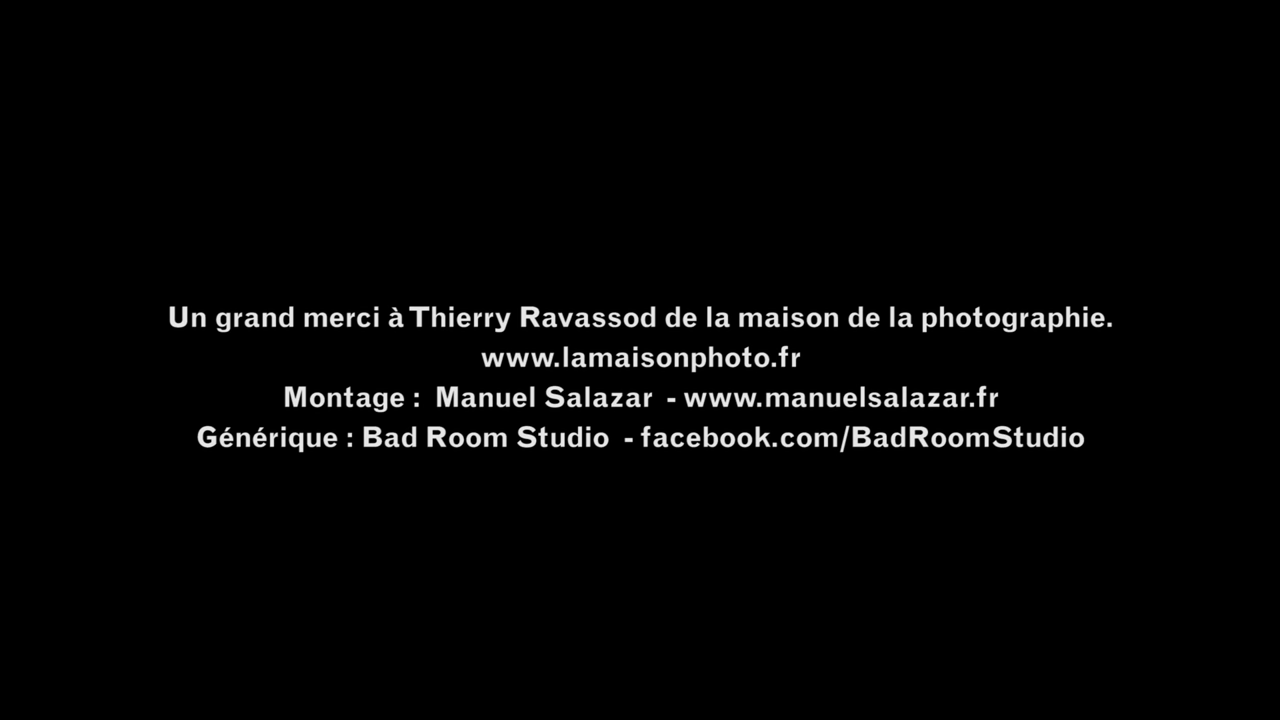 Un grand merci à Thierry Ravassod de la maison de la photographie.
www.lamaisonphoto.fr
Montage :  Manuel Salazar  - www.manuelsalazar.fr
Générique : Bad Room Studio  - facebook.com/BadRoomStudio